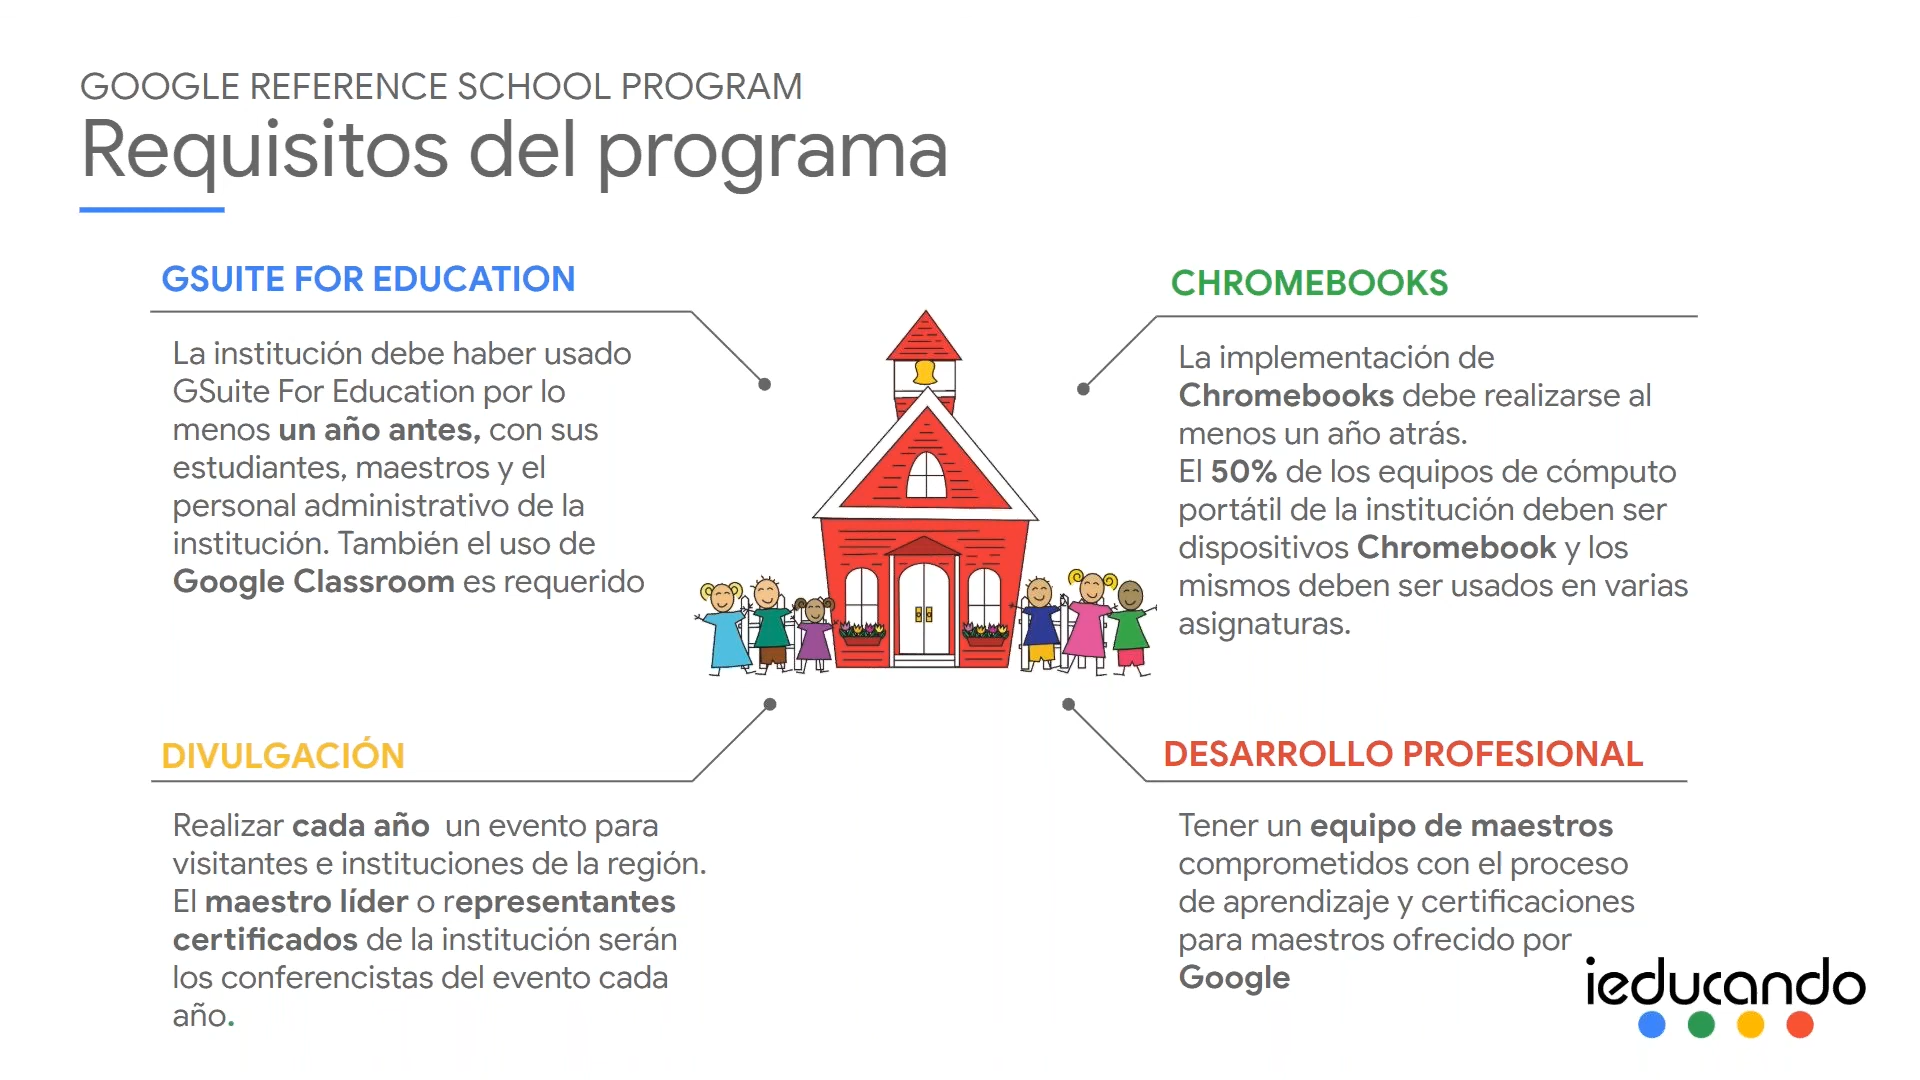 GOOGLE REFERENCE SCHOOL PROGRAM
Requisitos del programa
GSUITE FOR EDUCATION
La institución debe haber usado
GSuite For Education por lo
menos un año antes, con sus
estudiantes, maestros y el
personal administrativo de la
institución. También el uso de
Google Classroom es requerido
CHROMEBOOKS
La implementación de
Chromebooks debe realizarse al
menos un año atrás.
El 50% de los equipos de cómputo
portátil de la institución deben ser
dispositivos Chromebook y los
mismos deben ser usados en varias
asignaturas.
DIVULGACIÓN
Realizar cada año un evento para
visitantes e instituciones de la región.
El maestro líder o representantes
certificados de la institución serán
los conferencistas del evento cada
año.
DESARROLLO PROFESIONAL
Tener un equipo de maestros
comprometidos con el proceso
de aprendizaje y certificaciones
para maestros ofrecido por
Google
ieducando